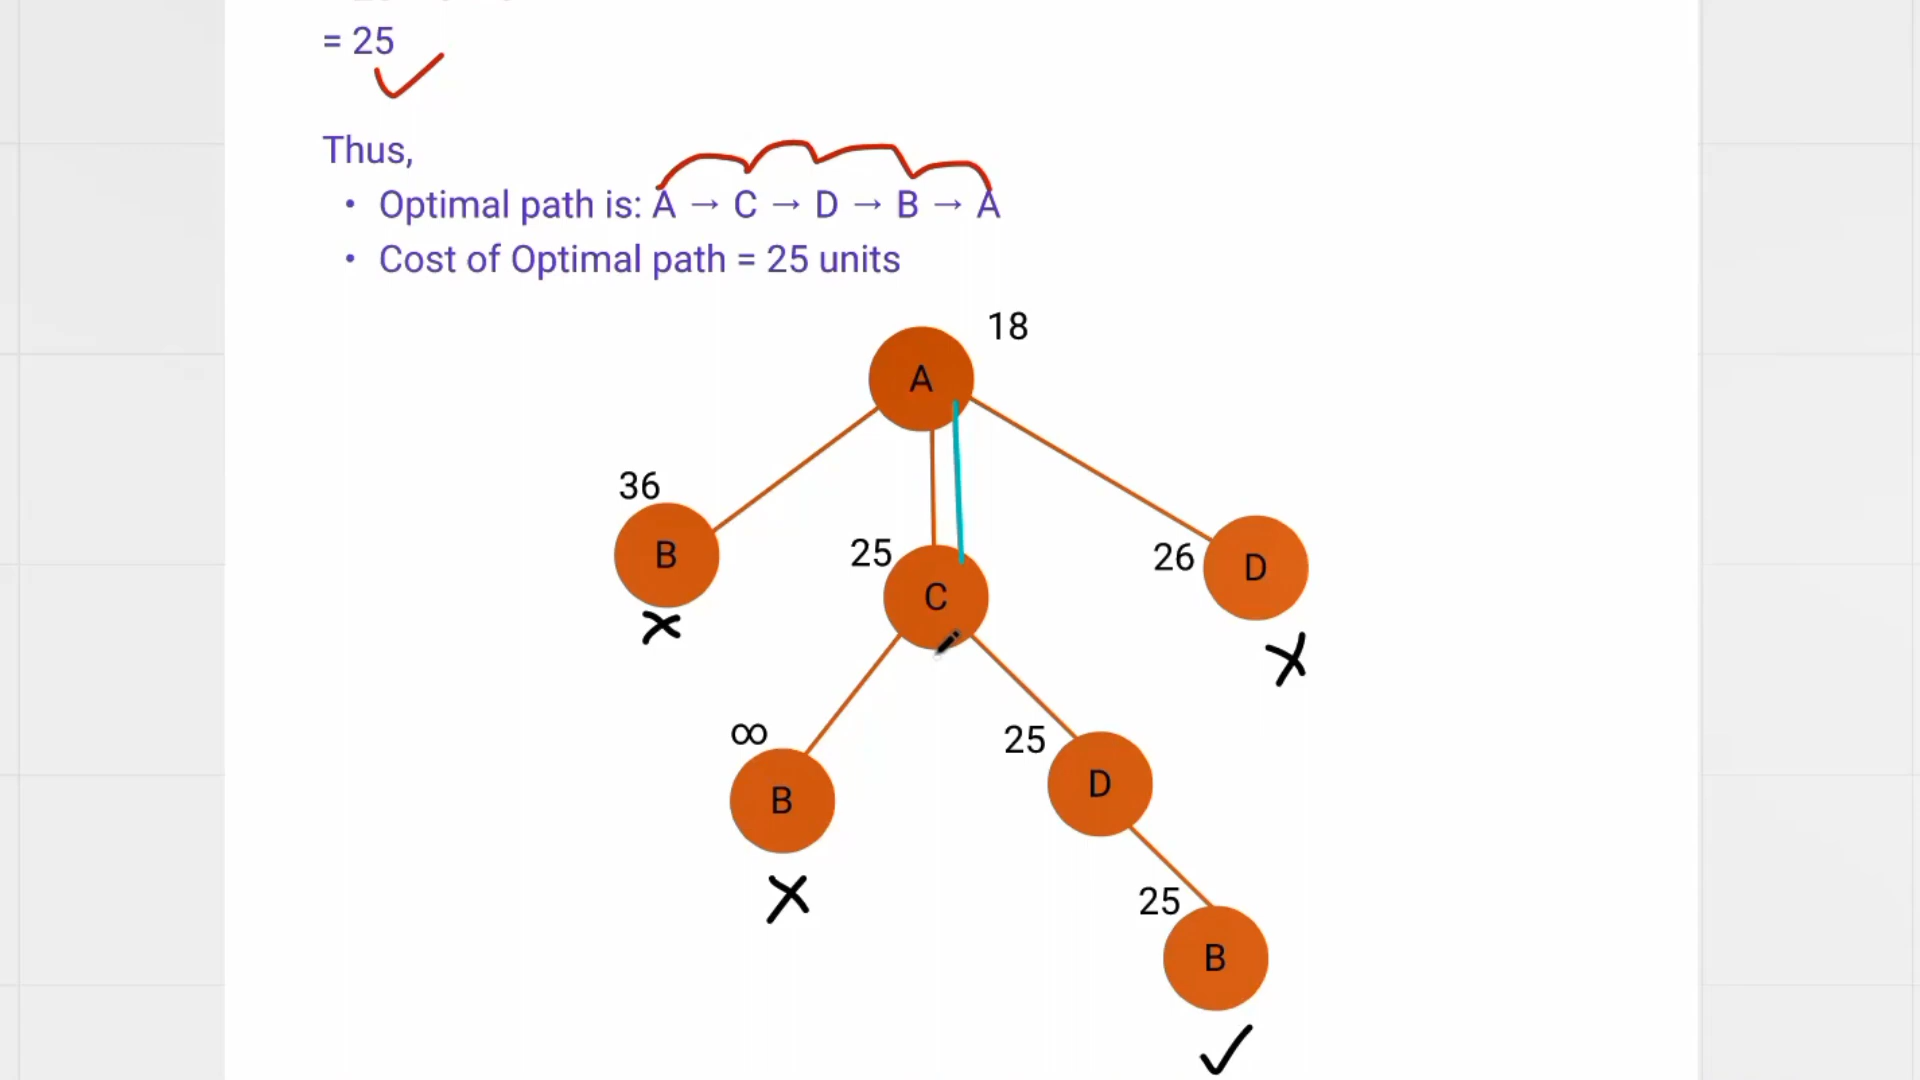 = 25
Thus,
• Optimal path is: A → C → D → B → A
• Cost of Optimal path = 25 units
18
A
36
B
25
C
26
D
∞
B
25
D
25
B